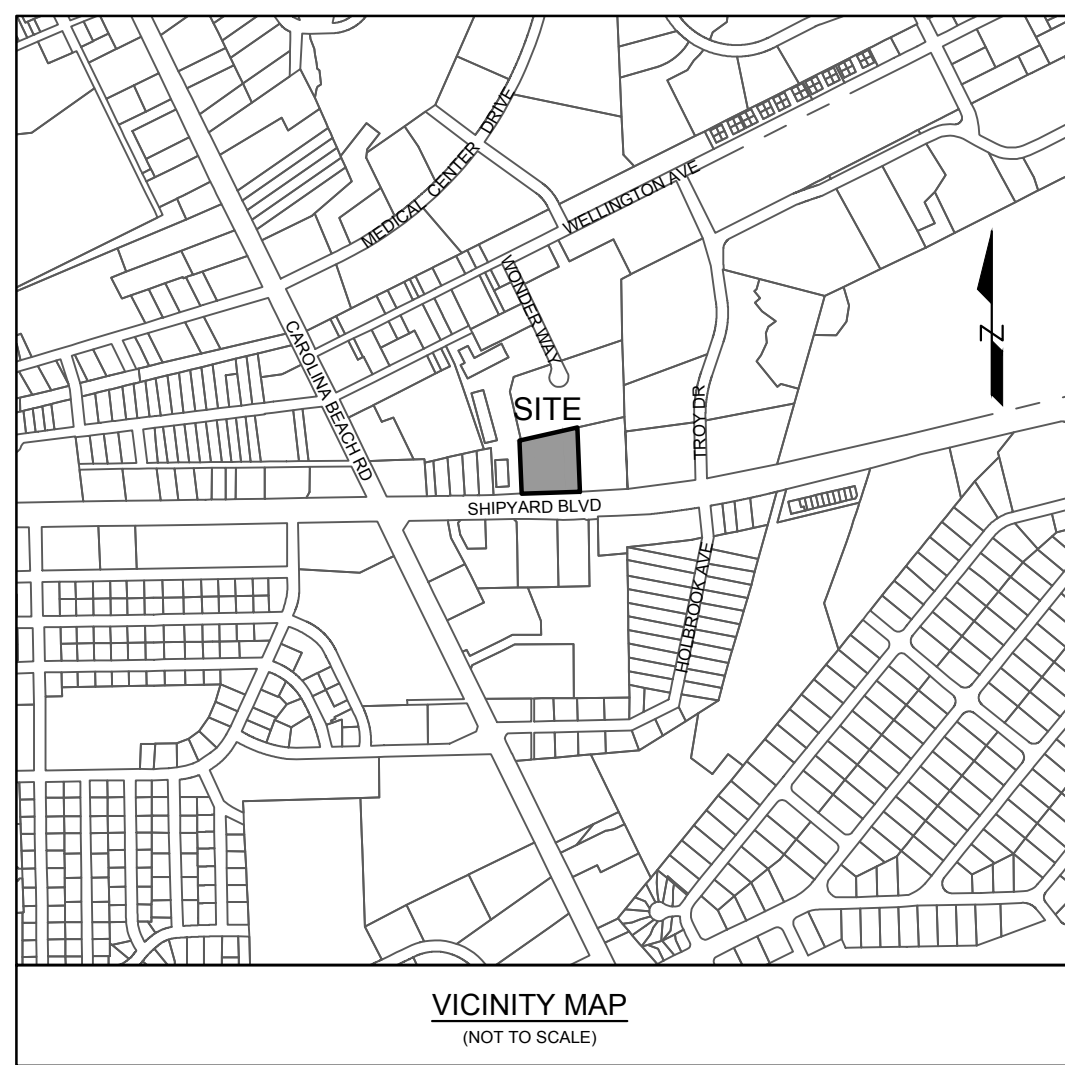 MEDICAL CENTER DRIVE
WELLINGTON AVE
WONDER WAY
N
CAROLINA BEACH RD
TROY DR
SITE
SHIPYARD BLVD
HOLBROOK AVE
VICINITY MAP
(NOT TO SCALE)